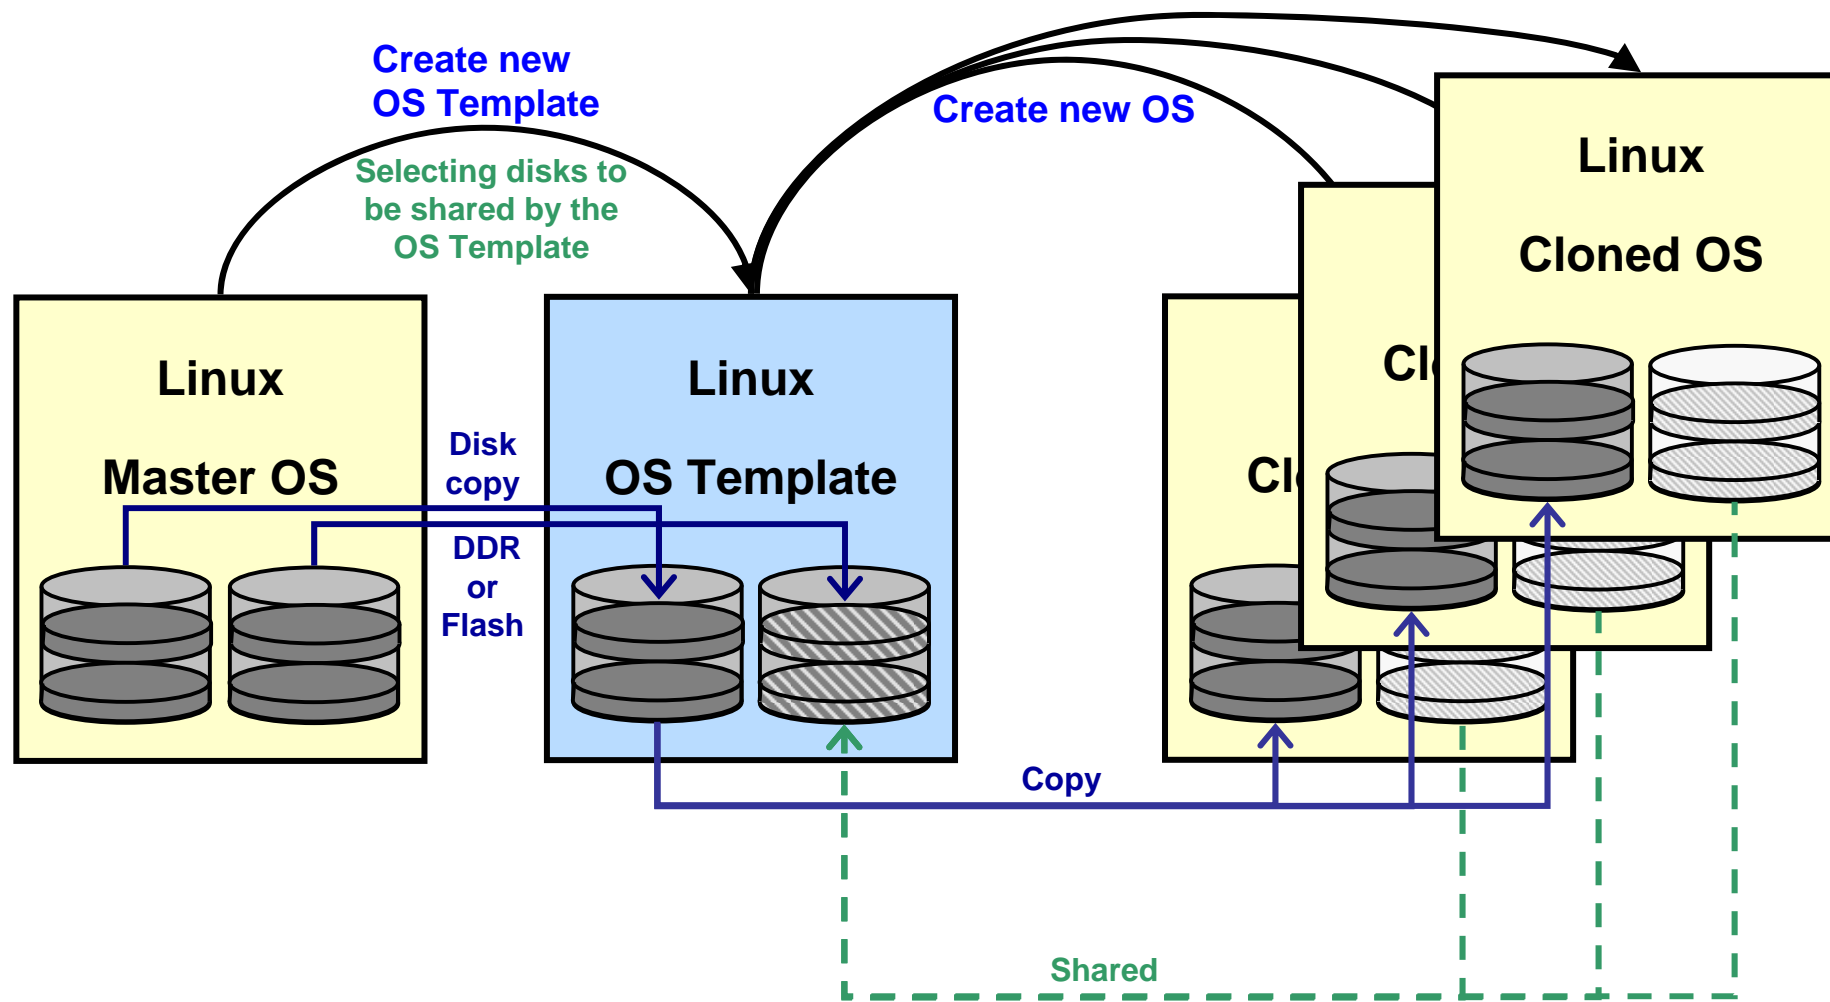 Create new
OS Template
Selecting disks to
be shared by the
OS Template
Create new OS
Linux
Master OS
Disk
copy
DDR
or
Flash
Linux
OS Template
Linux
Cloned OS
Copy
Shared